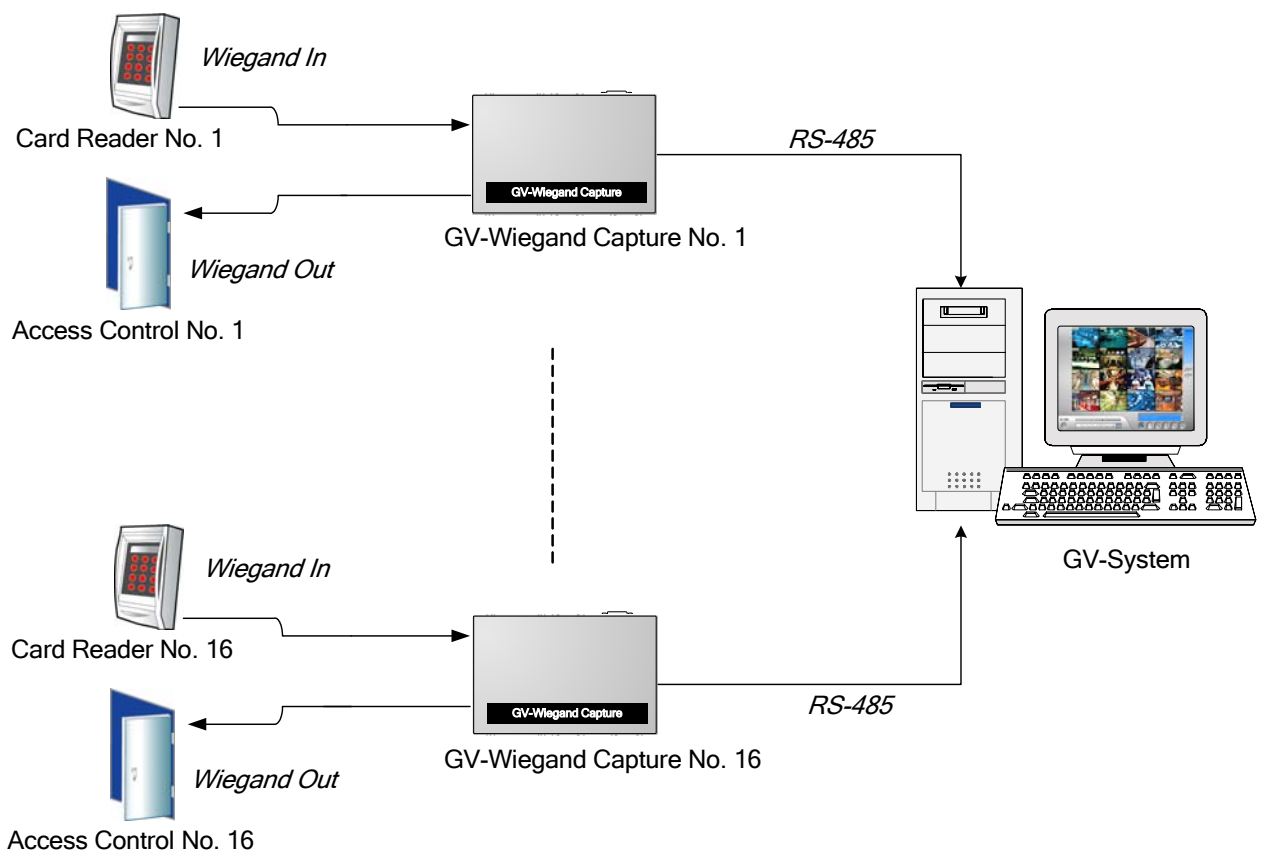 Wiegand In
Card Reader No. 1
RS-485
GV-Wiegand Capture
GV-Wiegand Capture No. 1
Wiegand Out
Access Control No. 1
GV-System
Wiegand In
Card Reader No. 16
GV-Wiegand Capture
RS-485
GV-Wiegand Capture No. 16
Wiegand Out
Access Control No. 16